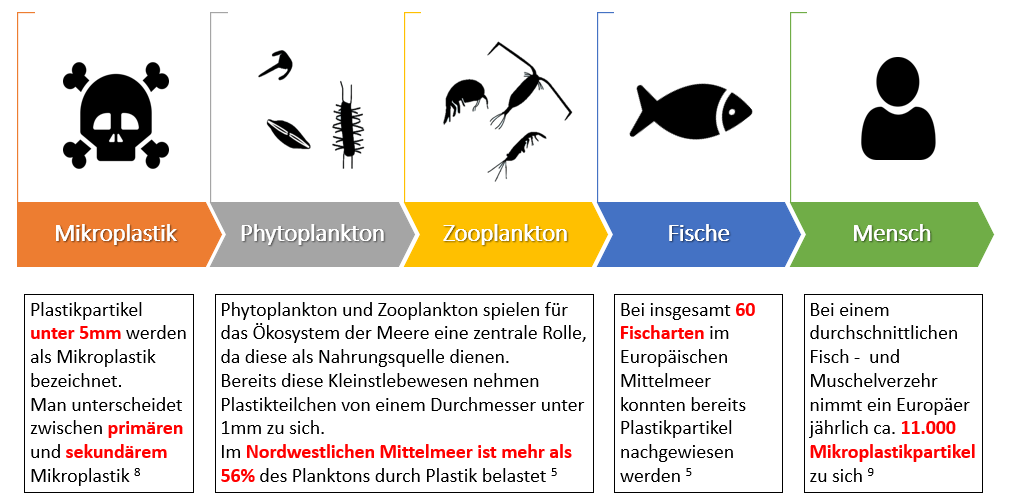 Mikroplastik
Phytoplankton
Zooplankton
Fische
Mensch
Plastikpartikel
unter 5mm werden
als Mikroplastik
bezeichnet.
Man unterscheidet
zwischen primären
und sekundärem
Mikroplastik ⁸
Phytoplankton und Zooplankton spielen für
das Ökosystem der Meere eine zentrale Rolle,
da diese als Nahrungsquelle dienen.
Bereits diese Kleinstlebewesen nehmen
Plastikteilchen von einem Durchmesser unter
1mm zu sich.
Im Nordwestlichen Mittelmeer ist mehr als
56% des Planktons durch Plastik belastet ⁵
Bei insgesamt 60
Fischarten im
Europäischen
Mittelmeer
konnten bereits
Plastikpartikel
nachgewiesen
werden ⁵
Bei einem
durchschnittlichen
Fisch - und
Muschelverzehr
nimmt ein Europäer
jährlich ca. 11.000
Mikroplastikpartikel
zu sich ⁹